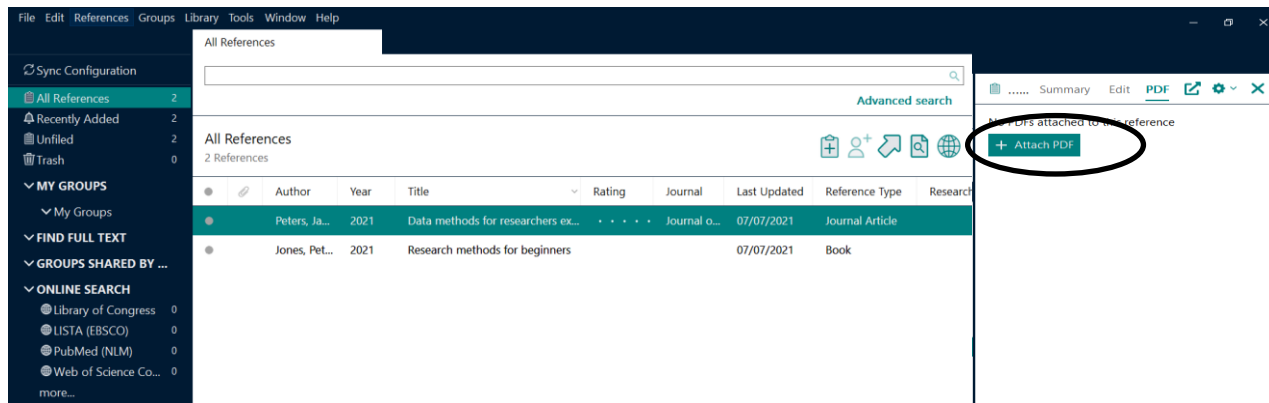 File Edit References Groups Library Tools Window Help
All References
Sync Configuration
All References 2
Recently Added 2
Unfiled 2
Trash 0
MY GROUPS
My Groups
FIND FULL TEXT
GROUPS SHARED BY ...
ONLINE SEARCH
Library of Congress 0
LISTA (EBSCO) 0
PubMed (NLM) 0
Web of Science Co... 0
more...
Advanced search
All References
2 References
Author Year Title Rating Journal Last Updated Reference Type Research
Peters, Ja... 2021 Data methods for researchers ex... Journal o... 07/07/2021 Journal Article
Jones, Pet... 2021 Research methods for beginners 07/07/2021 Book
...... Summary Edit PDF
No PDFs attached to this reference
+ Attach PDF